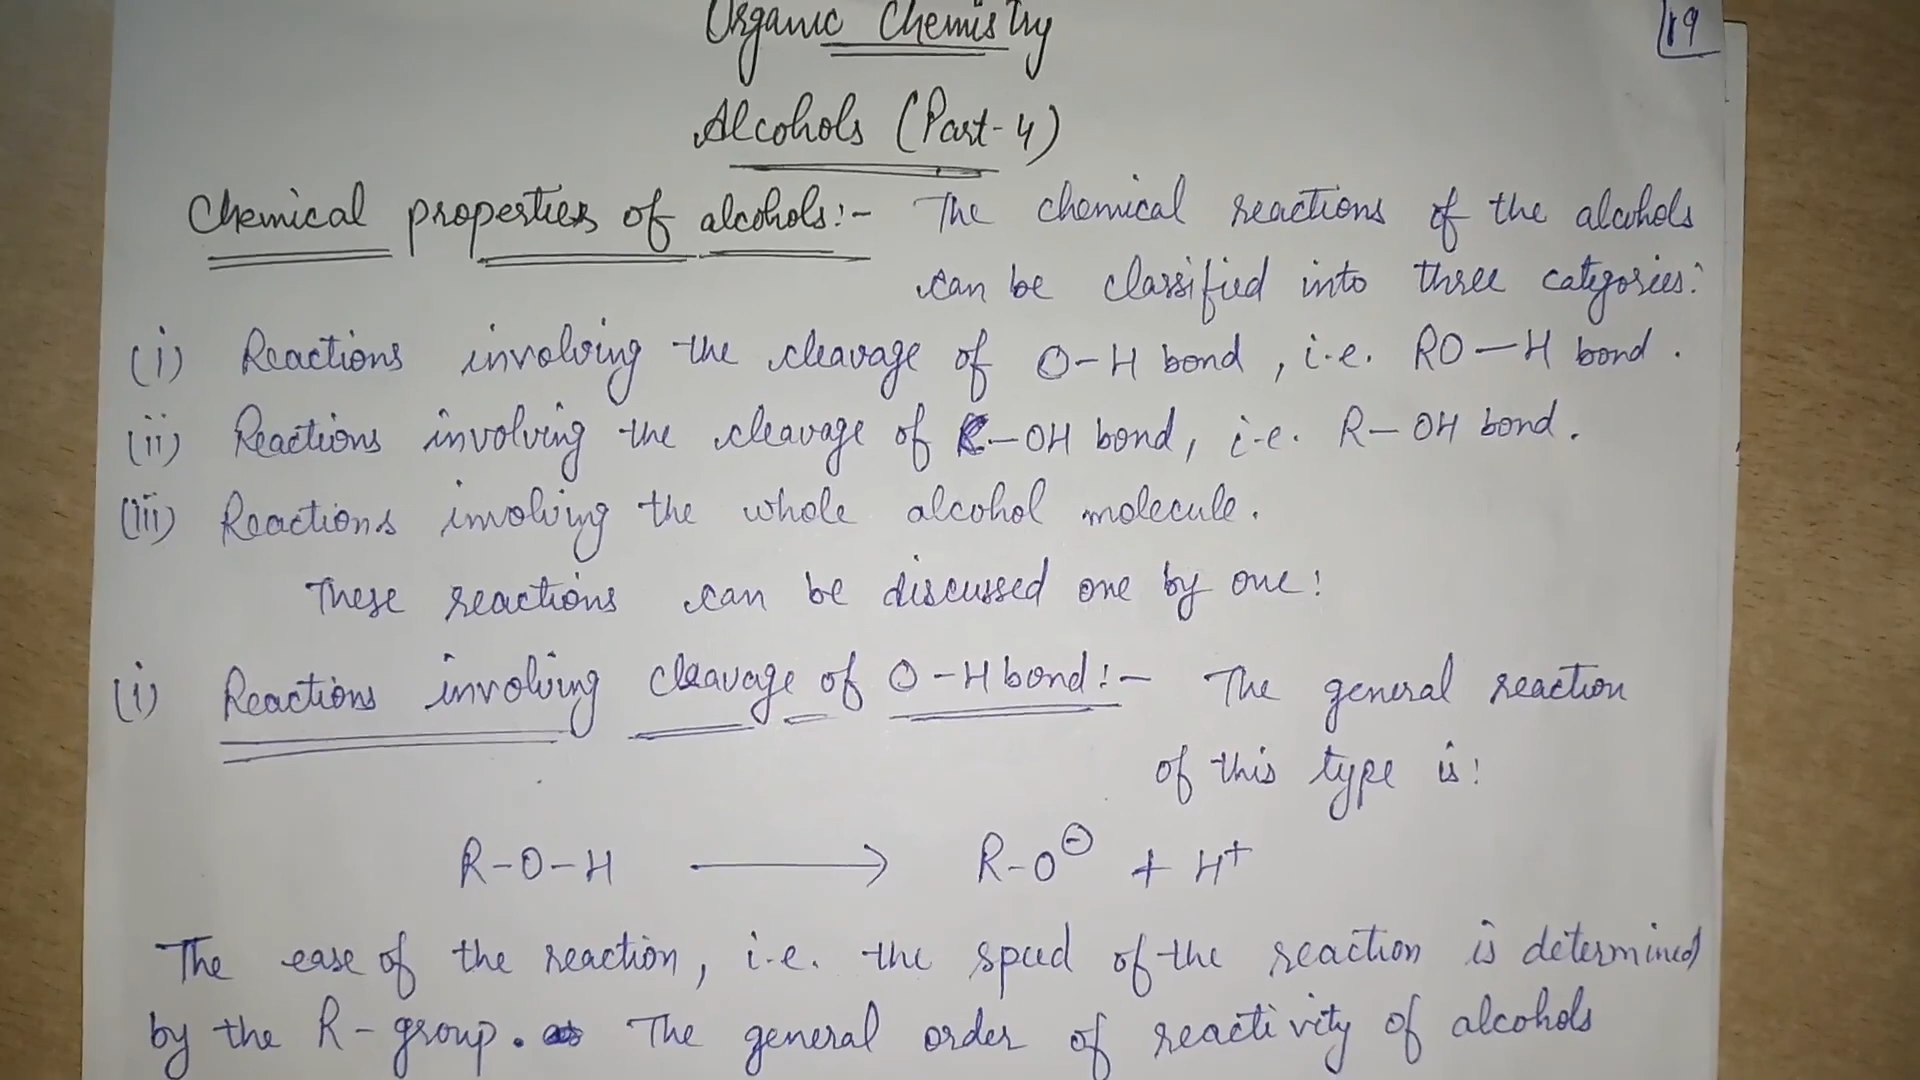 Organic Chemistry
19
Alcohols (Part-4)
Chemical properties of alcohols:- The chemical reactions of the alcohols
can be classified into three categories:
(i) Reactions involving the cleavage of O-H bond, i.e. RO-H bond.
(ii) Reactions involving the cleavage of C-OH bond, i.e. R-OH bond.
(iii) Reactions involving the whole alcohol molecule.
These reactions can be discussed one by one:
(i) Reactions involving cleavage of O-H bond:- The general reaction
of this type is:
R-O-H ⟶ R-O⊖ + H⁺
The ease of the reaction, i.e. the speed of the reaction is determined
by the R-group. The general order of reactivity of alcohols